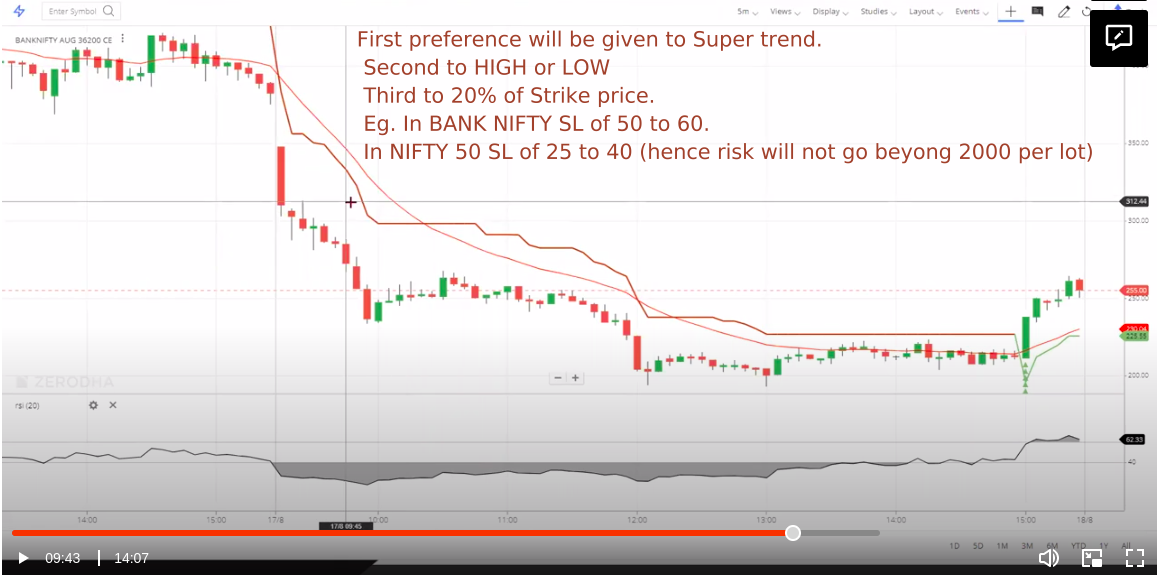 Enter Symbol
5m
Views
Display
Studies
Layout
Events
BANKNIFTY AUG 36200 CE
First preference will be given to Super trend.
Second to HIGH or LOW
Third to 20% of Strike price.
Eg. In BANK NIFTY SL of 50 to 60.
In NIFTY 50 SL of 25 to 40 (hence risk will not go beyong 2000 per lot)
350.00
312.44
300.00
255.00
225.55
200.00
ZERODHA
rsi (20)
62.33
40
14:00
15:00
17/8
17/8 09:45
10:00
11:00
12:00
13:00
14:00
15:00
18/8
1D
5D
1M
3M
6M
YTD
1Y
All
09:43
14:07